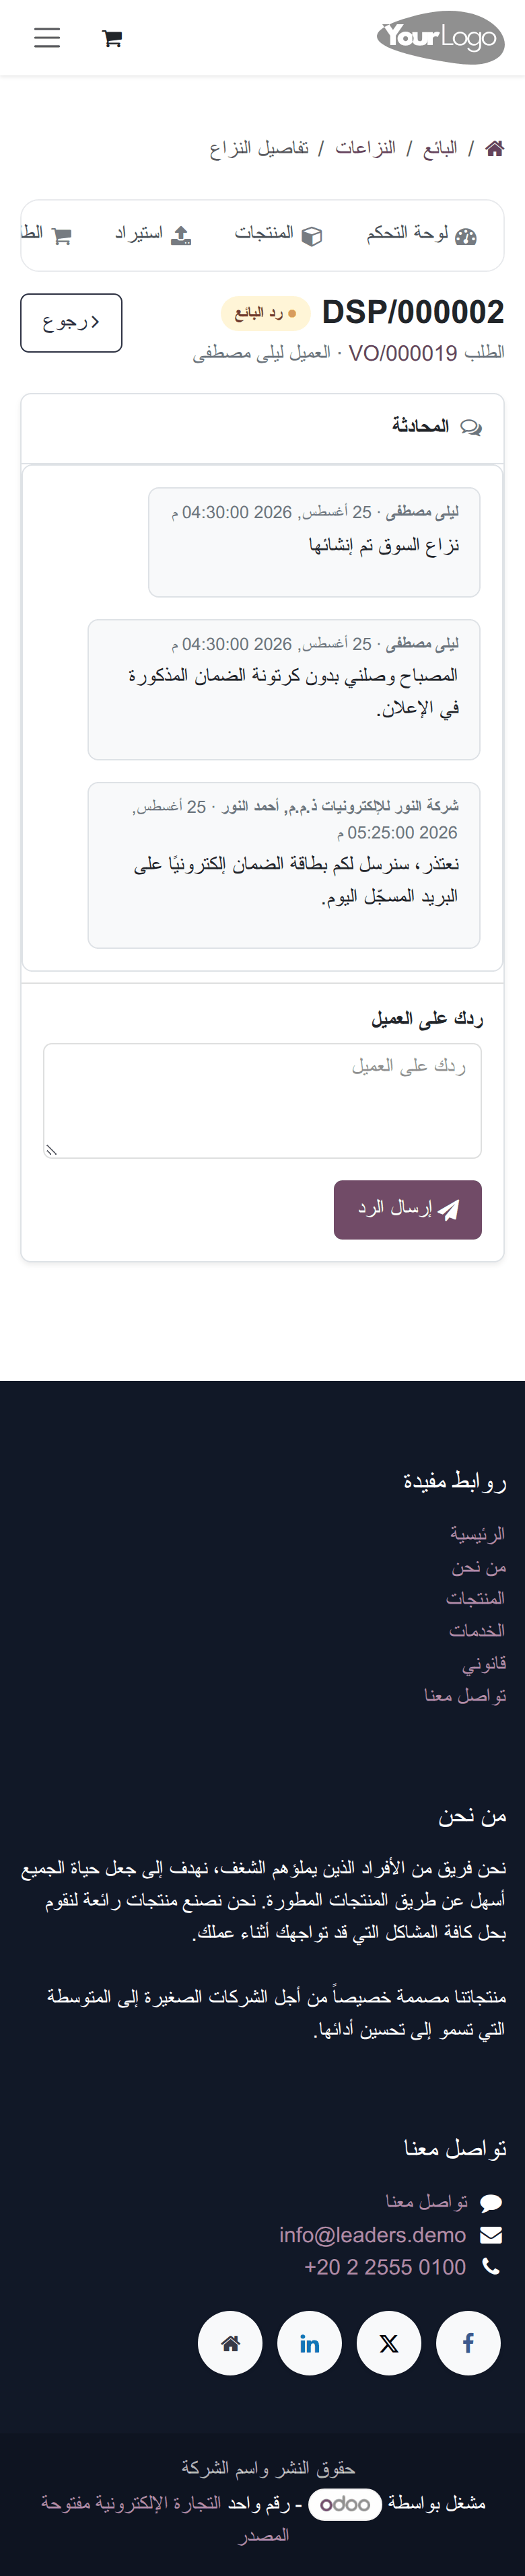 YourLogo
/ البائع / النزاعات / تفاصيل النزاع
لوحة التحكم المنتجات استيراد الطا
DSP/000002 رد البائع
رجوع
الطلب VO/000019 · العميل ليلى مصطفى
المحادثة
ليلى مصطفى · 25 أغسطس, 2026 04:30:00 م
نزاع السوق تم إنشائها
ليلى مصطفى · 25 أغسطس, 2026 04:30:00 م
المصباح وصلني بدون كرتونة الضمان المذكورة
في الإعلان.
شركة النور للإلكترونيات ذ.م.م, أحمد النور · 25 أغسطس,
2026 05:25:00 م
نعتذر، سنرسل لكم بطاقة الضمان إلكترونيًا على
البريد المسجّل اليوم.
ردك على العميل
ردك على العميل
إرسال الرد
روابط مفيدة
الرئيسية
من نحن
المنتجات
الخدمات
قانوني
تواصل معنا
من نحن
نحن فريق من الأفراد الذين يملؤهم الشغف، نهدف إلى جعل حياة الجميع
أسهل عن طريق المنتجات المطورة. نحن نصنع منتجات رائعة لنقوم
بحل كافة المشاكل التي قد تواجهك أثناء عملك.
منتجاتنا مصممة خصيصاً من أجل الشركات الصغيرة إلى المتوسطة
التي تسمو إلى تحسين أدائها.
تواصل معنا
تواصل معنا
info@leaders.demo
+20 2 2555 0100
حقوق النشر واسم الشركة
مشغل بواسطة odoo - رقم واحد التجارة الإلكترونية مفتوحة
المصدر